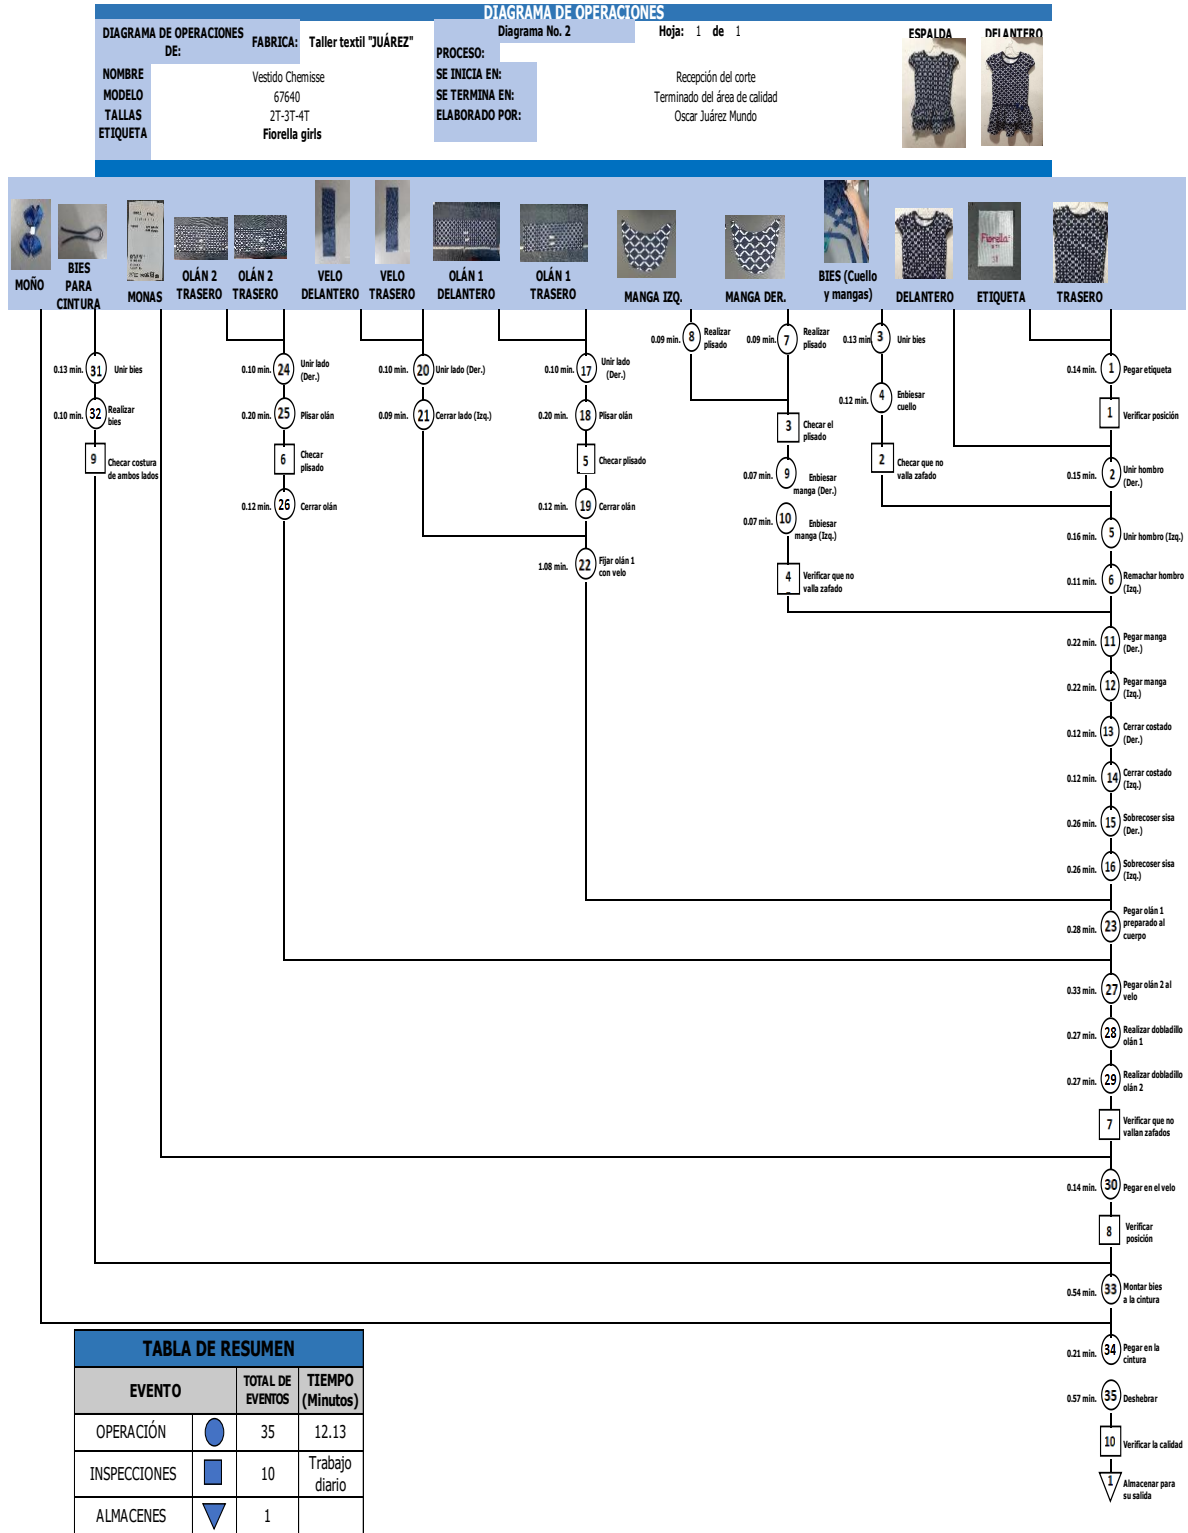 DIAGRAMA DE OPERACIONES
DIAGRAMA DE OPERACIONES DE:
FABRICA: Taller textil "JUÁREZ"
Diagrama No. 2
Hoja: 1 de 1
PROCESO:
NOMBRE Vestido Chemisse
SE INICIA EN: Recepción del corte
MODELO 67640
SE TERMINA EN: Terminado del área de calidad
TALLAS 2T-3T-4T
ELABORADO POR: Oscar Juárez Mundo
ETIQUETA Fiorella girls
ESPALDA
DELANTERO
MOÑO
BIES PARA CINTURA
MONAS
OLÁN 2 TRASERO
OLÁN 2 TRASERO
VELO DELANTERO
VELO TRASERO
OLÁN 1 DELANTERO
OLÁN 1 TRASERO
MANGA IZQ.
MANGA DER.
BIES (Cuello y mangas)
DELANTERO
Fiorella
ETIQUETA
TRASERO
0.13 min. 31 Unir bies
0.10 min. 32 Realizar bies
9 Checar costura de ambos lados
0.10 min. 24 Unir lado (Der.)
0.20 min. 25 Plisar olán
6 Checar plisado
0.12 min. 26 Cerrar olán
0.10 min. 20 Unir lado (Der.)
0.09 min. 21 Cerrar lado (Izq.)
0.10 min. 17 Unir lado (Der.)
0.20 min. 18 Plisar olán
5 Checar plisado
0.12 min. 19 Cerrar olán
1.08 min. 22 Fijar olán 1 con velo
0.09 min. 8 Realizar plisado
0.09 min. 7 Realizar plisado
3 Checar el plisado
0.07 min. 9 Enbiesar manga (Der.)
0.07 min. 10 Enbiesar manga (Izq.)
4 Verificar que no valla zafado
0.13 min. 3 Unir bies
0.12 min. 4 Enbiesar cuello
2 Checar que no valla zafado
0.14 min. 1 Pegar etiqueta
1 Verificar posición
0.15 min. 2 Unir hombro (Der.)
0.16 min. 5 Unir hombro (Izq.)
0.11 min. 6 Remachar hombro (Izq.)
0.22 min. 11 Pegar manga (Der.)
0.22 min. 12 Pegar manga (Izq.)
0.12 min. 13 Cerrar costado (Der.)
0.12 min. 14 Cerrar costado (Izq.)
0.26 min. 15 Sobrecoser sisa (Der.)
0.26 min. 16 Sobrecoser sisa (Izq.)
0.28 min. 23 Pegar olán 1 preparado al cuerpo
0.33 min. 27 Pegar olán 2 al velo
0.27 min. 28 Realizar dobladillo olán 1
0.27 min. 29 Realizar dobladillo olán 2
7 Verificar que no vallan zafados
0.14 min. 30 Pegar en el velo
8 Verificar posición
0.54 min. 33 Montar bies a la cintura
0.21 min. 34 Pegar en la cintura
0.57 min. 35 Deshebrar
10 Verificar la calidad
1 Almacenar para su salida
TABLA DE RESUMEN
EVENTO TOTAL DE EVENTOS TIEMPO (Minutos)
OPERACIÓN 35 12.13
INSPECCIONES 10 Trabajo diario
ALMACENES 1